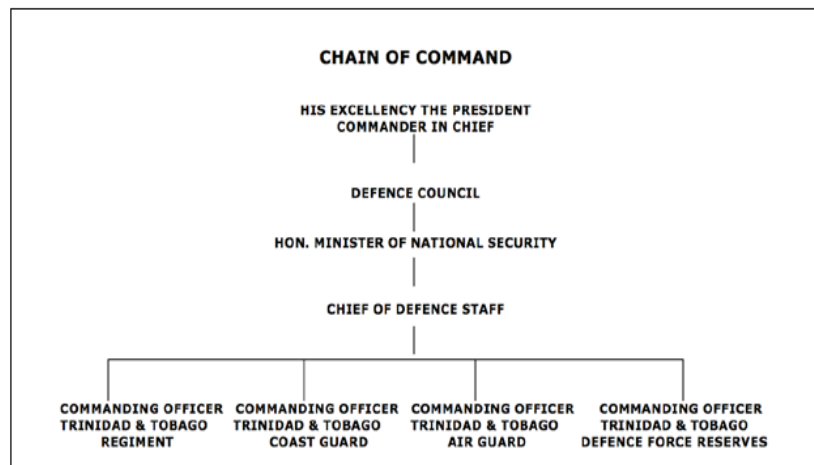 CHAIN OF COMMAND
HIS EXCELLENCY THE PRESIDENT
COMMANDER IN CHIEF
DEFENCE COUNCIL
HON. MINISTER OF NATIONAL SECURITY
CHIEF OF DEFENCE STAFF
COMMANDING OFFICER
TRINIDAD & TOBAGO
REGIMENT
COMMANDING OFFICER
TRINIDAD & TOBAGO
COAST GUARD
COMMANDING OFFICER
TRINIDAD & TOBAGO
AIR GUARD
COMMANDING OFFICER
TRINIDAD & TOBAGO
DEFENCE FORCE RESERVES